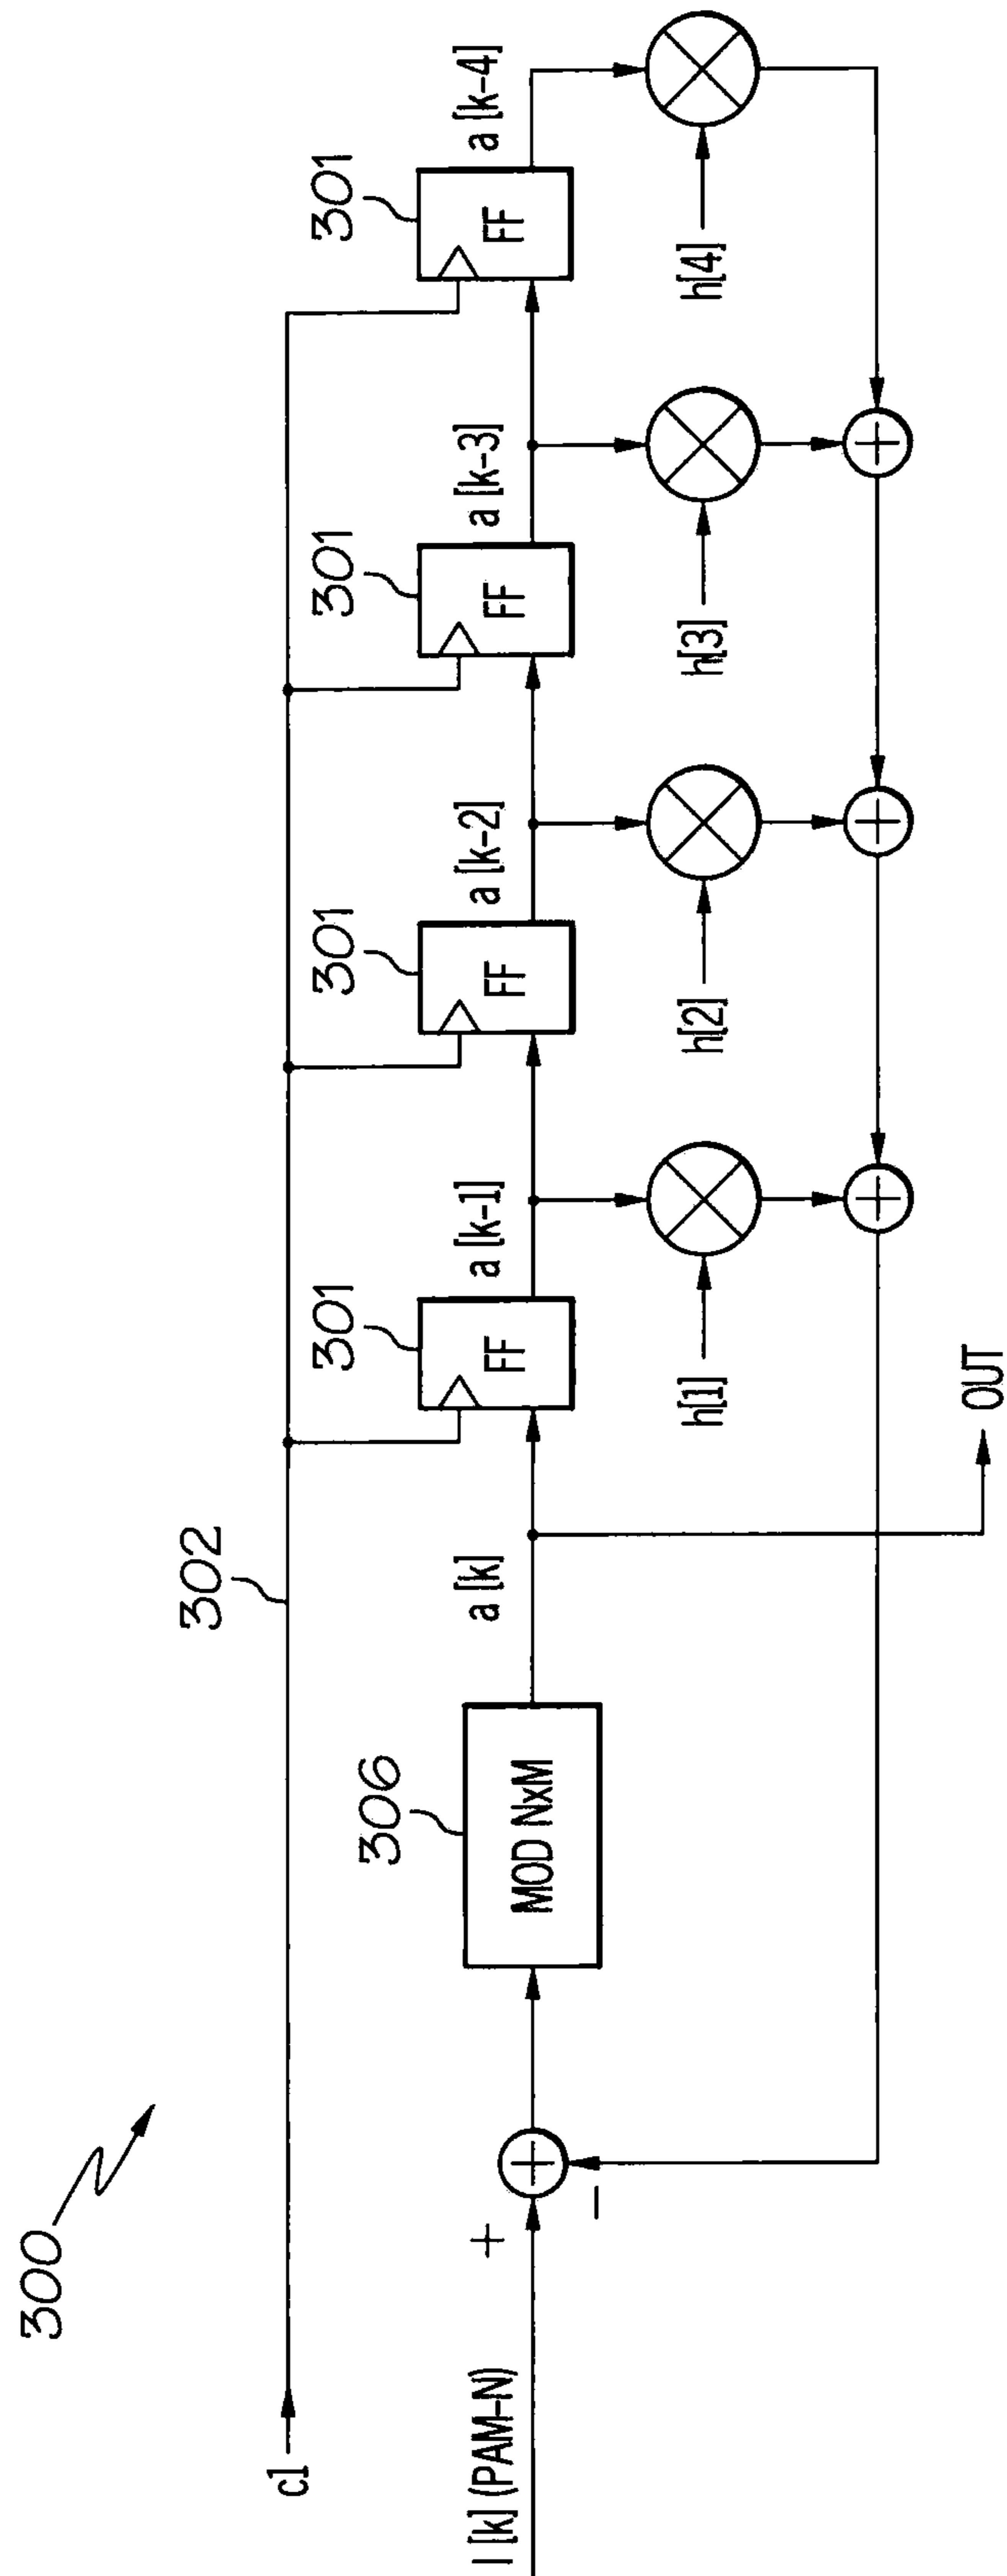 300
cl
302
I [k] (PAM-N)
+
-
306
MOD NxM
a [k]
301
FF
a [k-1]
301
FF
a [k-2]
301
FF
a [k-3]
301
FF
a [k-4]
h[1]
h[2]
h[3]
h[4]
OUT